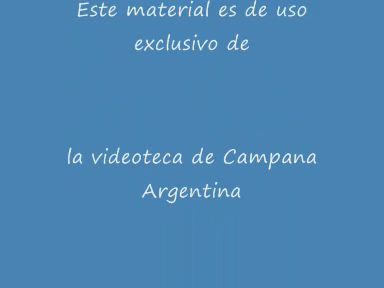 Este material es de uso
exclusivo de
la videoteca de Campana
Argentina